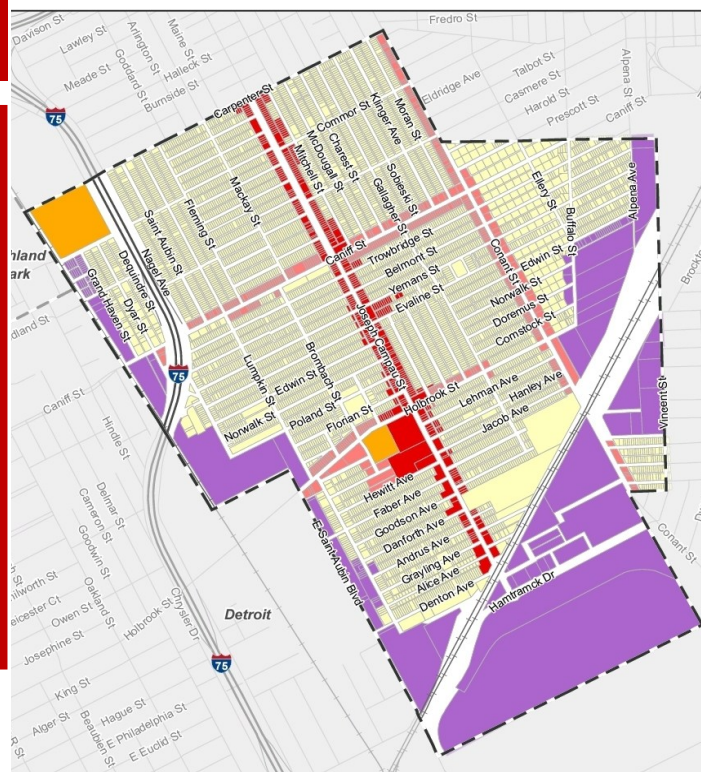 Fredro St
Davison St
Lawley St
Arlington St
Maine St
Goddard St
Halleck St
Meade St
Burnside St
Carpenter St
Talbot St
Casmere St
Harold St
Prescott St
Alpena St
Caniff St
Eldridge Ave
75
Commor St
Klinger Ave
Moran St
Charest St
McDougall St
Mitchell St
Sobieski St
Gallagher St
Mackay St
Fleming St
Saint Aubin St
Nagel Ave
Dequindre St
Dyar St
Grand Haven St
Ellery St
Buffalo St
Alpena Ave
Caniff St
Trowbridge St
Belmont St
Yemans St
Evaline St
Conant St
Edwin St
Norwalk St
Doremus St
Comstock St
Joseph Campau St
75
Caniff St
Lumpkin St
Edwin St
Brombach St
Norwalk St
Poland St
Florian St
Holbrook St
Lehman Ave
Hanley Ave
Jacob Ave
Vincent St
Hindle St
Hewitt Ave
Faber Ave
Goodson Ave
Danforth Ave
Andrus Ave
Grayling Ave
Alice Ave
Denton Ave
Hamtramck Dr
E Saint Aubin Blvd
Conant St
Delmar St
Cameron St
Goodwin St
Oakland St
Chrysler Dr
Owen St
Holbrook St
Josephine St
Detroit
75
King St
Hague St
Alger St
Beaubien St
E Philadelphia St
E Euclid St